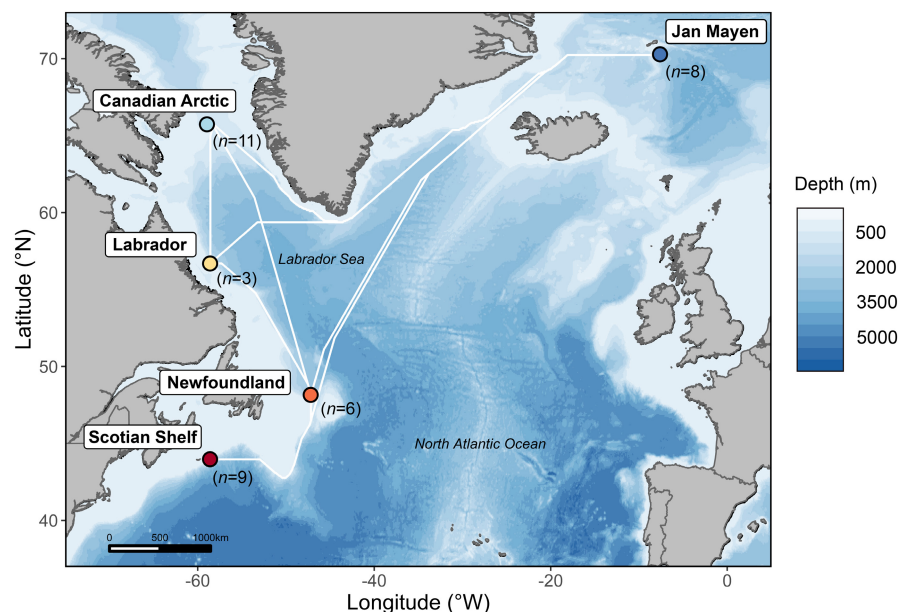 Jan Mayen
(n=8)
Canadian Arctic
(n=11)
Labrador
(n=3)
Labrador Sea
Newfoundland
(n=6)
Scotian Shelf
(n=9)
North Atlantic Ocean
0 500 1000km
70
60
50
40
Latitude (°N)
-60 -40 -20 0
Longitude (°W)
Depth (m)
500
2000
3500
5000